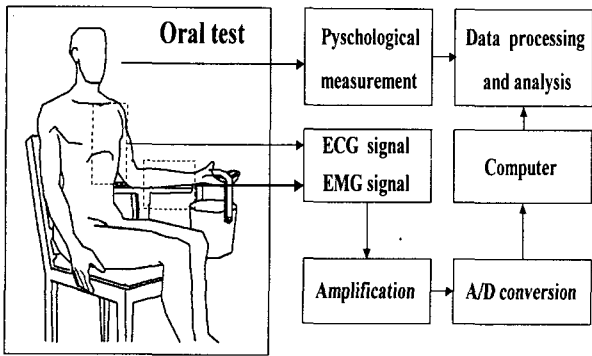 Oral test
Pyschological
measurement
Data processing
and analysis
ECG signal
EMG signal
Computer
Amplification
A/D conversion